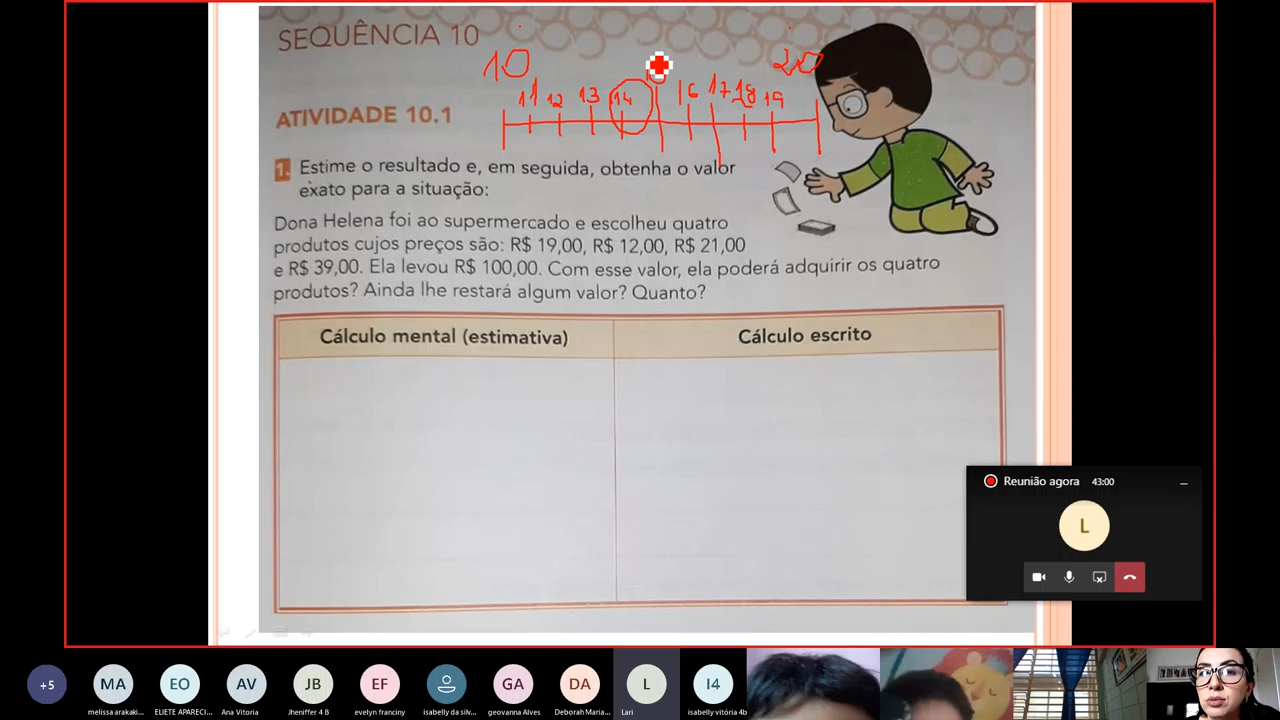 SEQUÊNCIA 10
10 20
11 12 13 14 16 17 18 19
ATIVIDADE 10.1
1. Estime o resultado e, em seguida, obtenha o valor
exato para a situação:
Dona Helena foi ao supermercado e escolheu quatro
produtos cujos preços são: R$ 19,00, R$ 12,00, R$ 21,00
e R$ 39,00. Ela levou R$ 100,00. Com esse valor, ela poderá adquirir os quatro
produtos? Ainda lhe restará algum valor? Quanto?
Cálculo mental (estimativa) Cálculo escrito
Reunião agora 43:00
L
+5 MA EO AV JB EF GA DA L I4
melissa arakaki... ELIETE APARECI... Ana Vitoria Jheniffer 4 B evelyn franciny isabelly da silv... geovanna Alves Deborah Maria... Lari isabelly vitória 4b